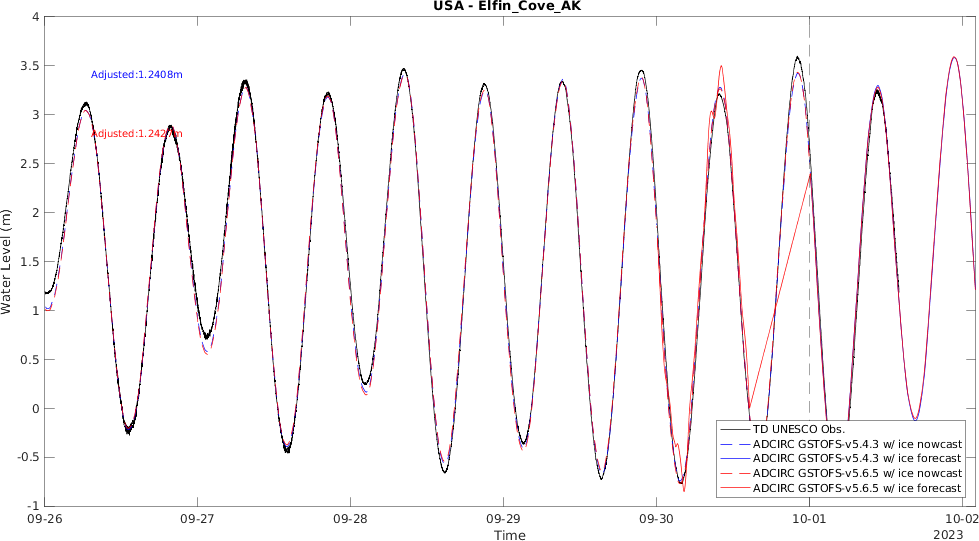 USA - Elfin_Cove_AK
4
3.5
3
2.5
2
1.5
1
0.5
0
-0.5
-1
Water Level (m)
Adjusted:1.2408m
TD UNESCO Obs.
ADCIRC GSTOFS-v5.4.3 w/ ice nowcast
ADCIRC GSTOFS-v5.4.3 w/ ice forecast
ADCIRC GSTOFS-v5.6.5 w/ ice nowcast
ADCIRC GSTOFS-v5.6.5 w/ ice forecast
09-26 09-27 09-28 09-29 09-30 10-01 10-02
Time
2023